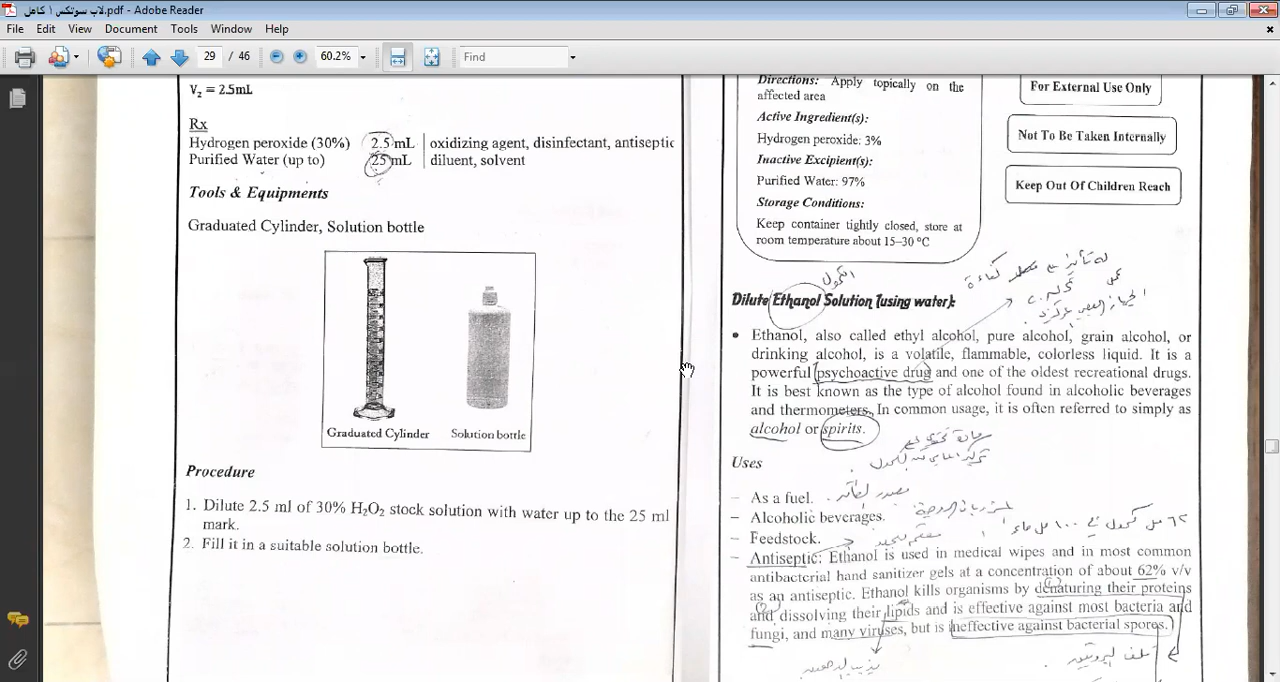 لاب سوتكس ١ كامل.pdf - Adobe Reader
File Edit View Document Tools Window Help
29 / 46 60.2% Find
V₂ = 2.5mL
Rx
Hydrogen peroxide (30%) 2.5 mL oxidizing agent, disinfectant, antiseptic
Purified Water (up to) 25 mL diluent, solvent
Tools & Equipments
Graduated Cylinder, Solution bottle
Graduated Cylinder Solution bottle
Procedure
1. Dilute 2.5 ml of 30% H₂O₂ stock solution with water up to the 25 ml
mark.
2. Fill it in a suitable solution bottle.
Directions: Apply topically on the
affected area
Active Ingredient(s):
Hydrogen peroxide: 3%
Inactive Excipient(s):
Purified Water: 97%
Storage Conditions:
Keep container tightly closed, store at
room temperature about 15–30 °C
For External Use Only
Not To Be Taken Internally
Keep Out Of Children Reach
الكحول
Dilute Ethanol Solution (using water):
• Ethanol, also called ethyl alcohol, pure alcohol, grain alcohol, or
drinking alcohol, is a volatile, flammable, colorless liquid. It is a
powerful psychoactive drug and one of the oldest recreational drugs.
It is best known as the type of alcohol found in alcoholic beverages
and thermometers. In common usage, it is often referred to simply as
alcohol or spirits.
Uses
– As a fuel.
– Alcoholic beverages.
– Feedstock.
٦٢ مل كحول في ١٠٠ مل ماء
– Antiseptic: Ethanol is used in medical wipes and in most common
antibacterial hand sanitizer gels at a concentration of about 62% v/v
as an antiseptic. Ethanol kills organisms by denaturing their proteins
and dissolving their lipids and is effective against most bacteria and
fungi, and many viruses, but is ineffective against bacterial spores.
تلف البروتين